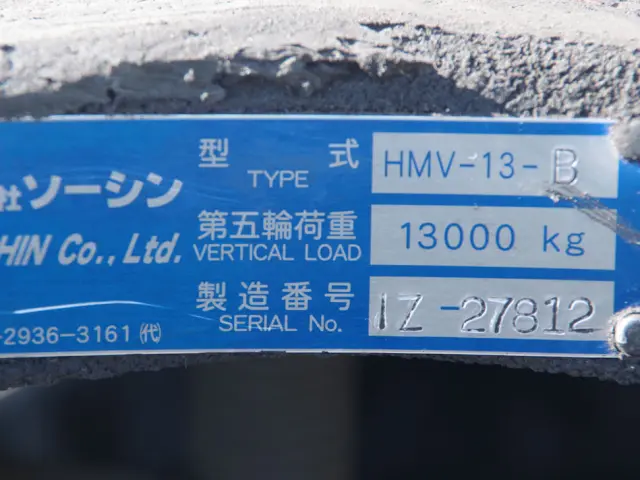 型式 HMV-13-B
TYPE
社ソーシン
第五輪荷重 13000 kg
HIN Co., Ltd. VERTICAL LOAD
製造番号 IZ-27812
-2936-3161(代) SERIAL No.